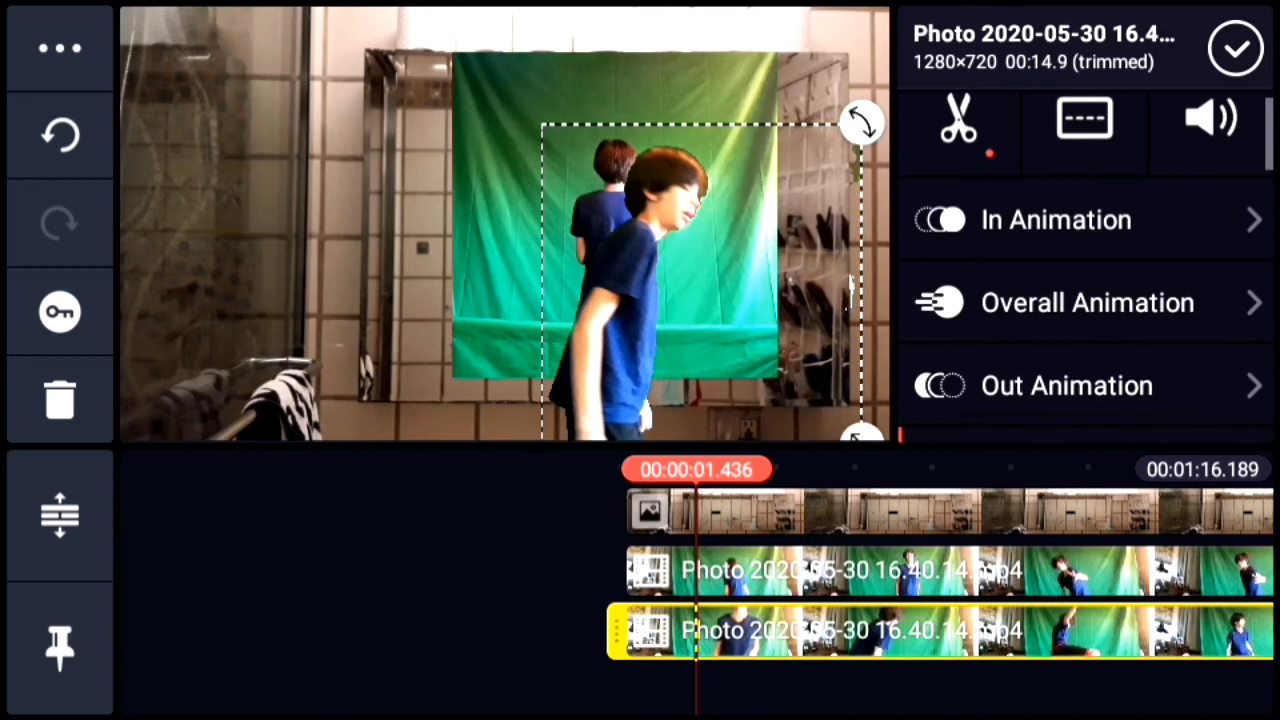 Photo 2020-05-30 16.4...
1280×720 00:14.9 (trimmed)
In Animation
Overall Animation
Out Animation
00:00:01.436
00:01:16.189
Photo 2020-05-30 16.40.14.mp4
Photo 2020-05-30 16.40.14.mp4